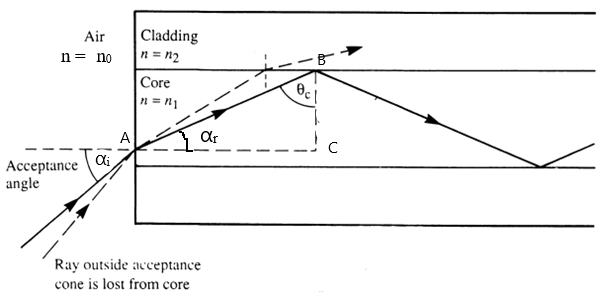 Air
n = n₀
Cladding
n = n₂
Core
n = n₁
A
B
C
θc
αr
αi
Acceptance
angle
Ray outside acceptance
cone is lost from core